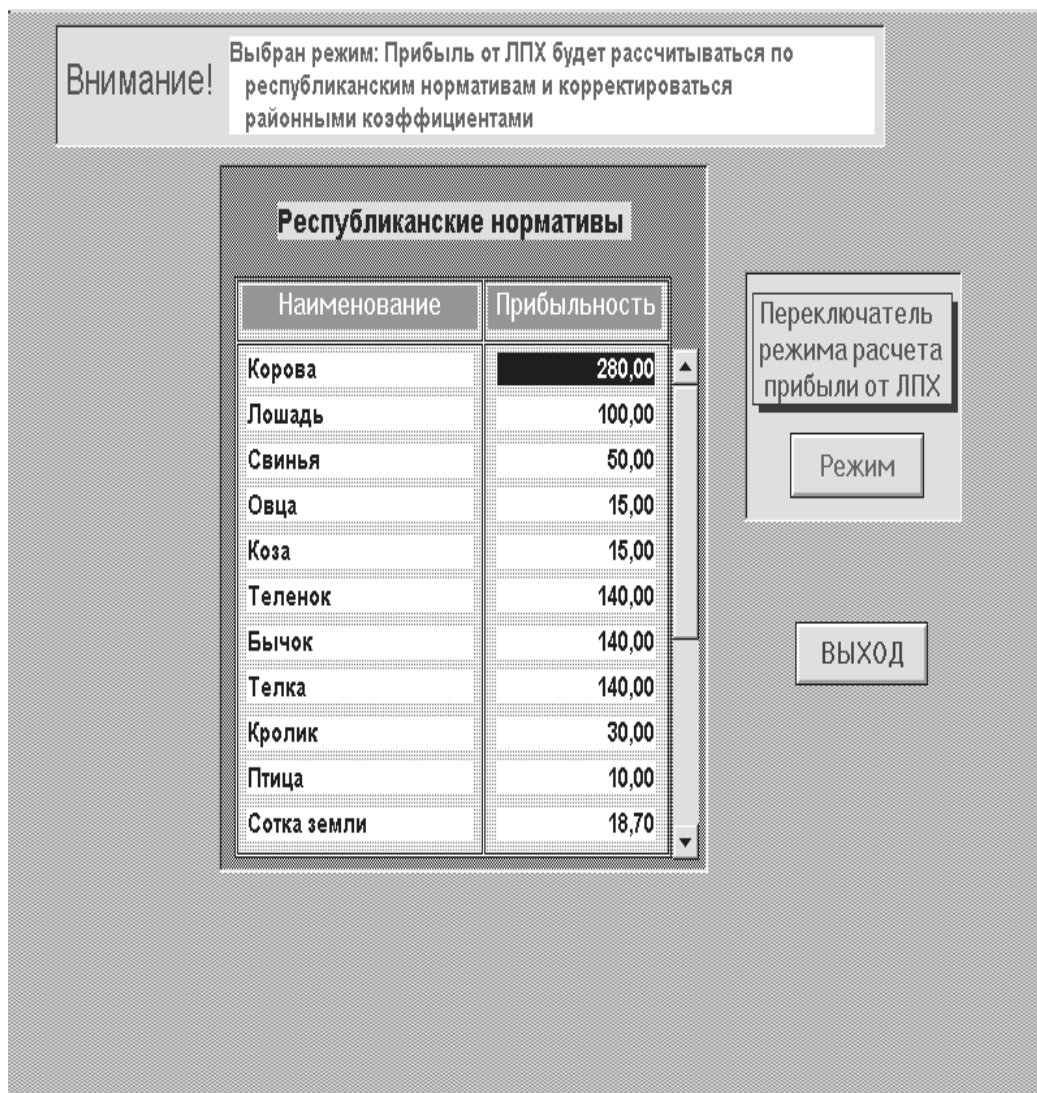 Внимание!
Выбран режим: Прибыль от ЛПХ будет рассчитываться по
республиканским нормативам и корректироваться
районными коэффициентами
Республиканские нормативы
Наименование Прибыльность
Корова 280,00
Лошадь 100,00
Свинья 50,00
Овца 15,00
Коза 15,00
Теленок 140,00
Бычок 140,00
Телка 140,00
Кролик 30,00
Птица 10,00
Сотка земли 18,70
Переключатель
режима расчета
прибыли от ЛПХ
Режим
ВЫХОД